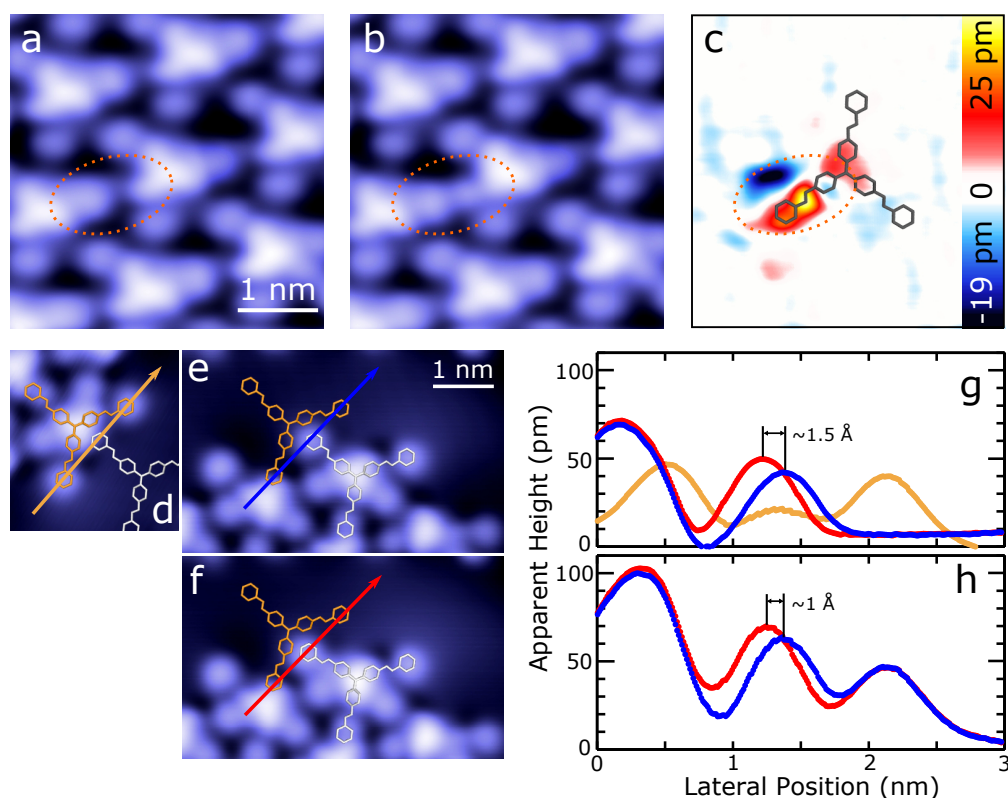 a
b
c
1 nm
-19 pm 0 25 pm
d
e
1 nm
f
g
100
50
0
~1.5 Å
h
100
50
0
~1 Å
Apparent Height (pm)
0 1 2 3
Lateral Position (nm)